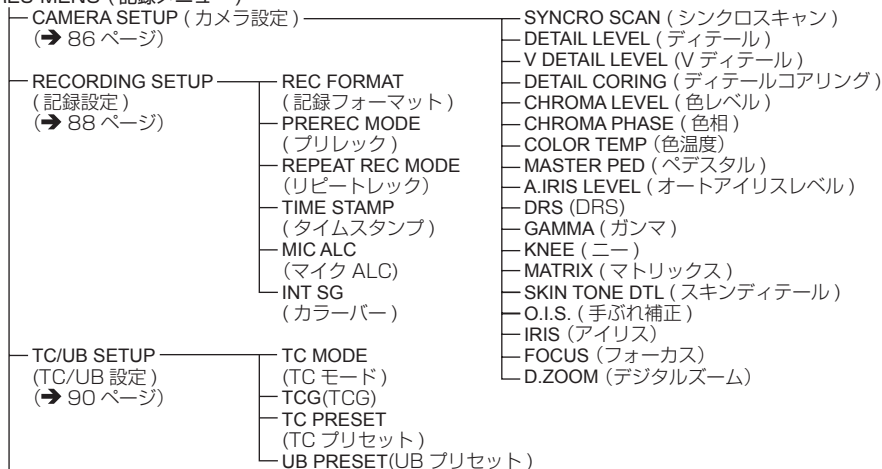 CAMERA SETUP ( カメラ設定 )
(➔ 86 ページ)
SYNCRO SCAN ( シンクロスキャン )
DETAIL LEVEL ( ディテール )
V DETAIL LEVEL (V ディテール )
DETAIL CORING ( ディテールコアリング )
CHROMA LEVEL ( 色レベル )
CHROMA PHASE ( 色相 )
COLOR TEMP (色温度)
MASTER PED ( ペデスタル )
A.IRIS LEVEL ( オートアイリスレベル )
DRS (DRS)
GAMMA ( ガンマ )
KNEE ( ニー )
MATRIX ( マトリックス )
SKIN TONE DTL ( スキンディテール )
O.I.S. ( 手ぶれ補正 )
IRIS (アイリス)
FOCUS (フォーカス)
D.ZOOM (デジタルズーム)
RECORDING SETUP
( 記録設定 )
(➔ 88 ページ)
REC FORMAT
( 記録フォーマット )
PREREC MODE
( プリレック )
REPEAT REC MODE
(リピートレック)
TIME STAMP
( タイムスタンプ )
MIC ALC
(マイク ALC)
INT SG
( カラーバー )
TC/UB SETUP
(TC/UB 設定 )
(➔ 90 ページ)
TC MODE
(TC モード )
TCG(TCG)
TC PRESET
(TC プリセット )
UB PRESET(UB プリセット )